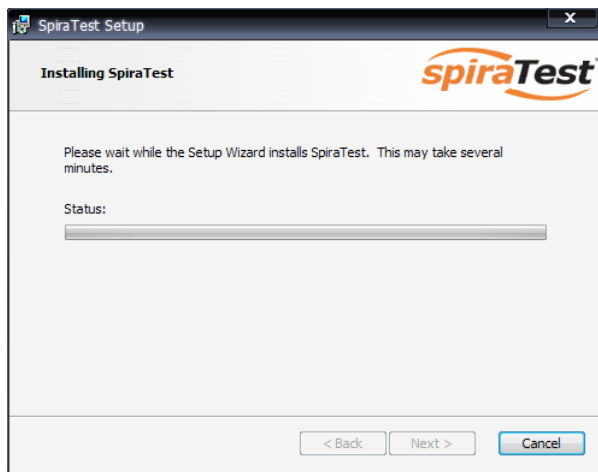 SpiraTest Setup
x
Installing SpiraTest
spiraTest
Please wait while the Setup Wizard installs SpiraTest. This may take several
minutes.
Status:
< Back
Next >
Cancel